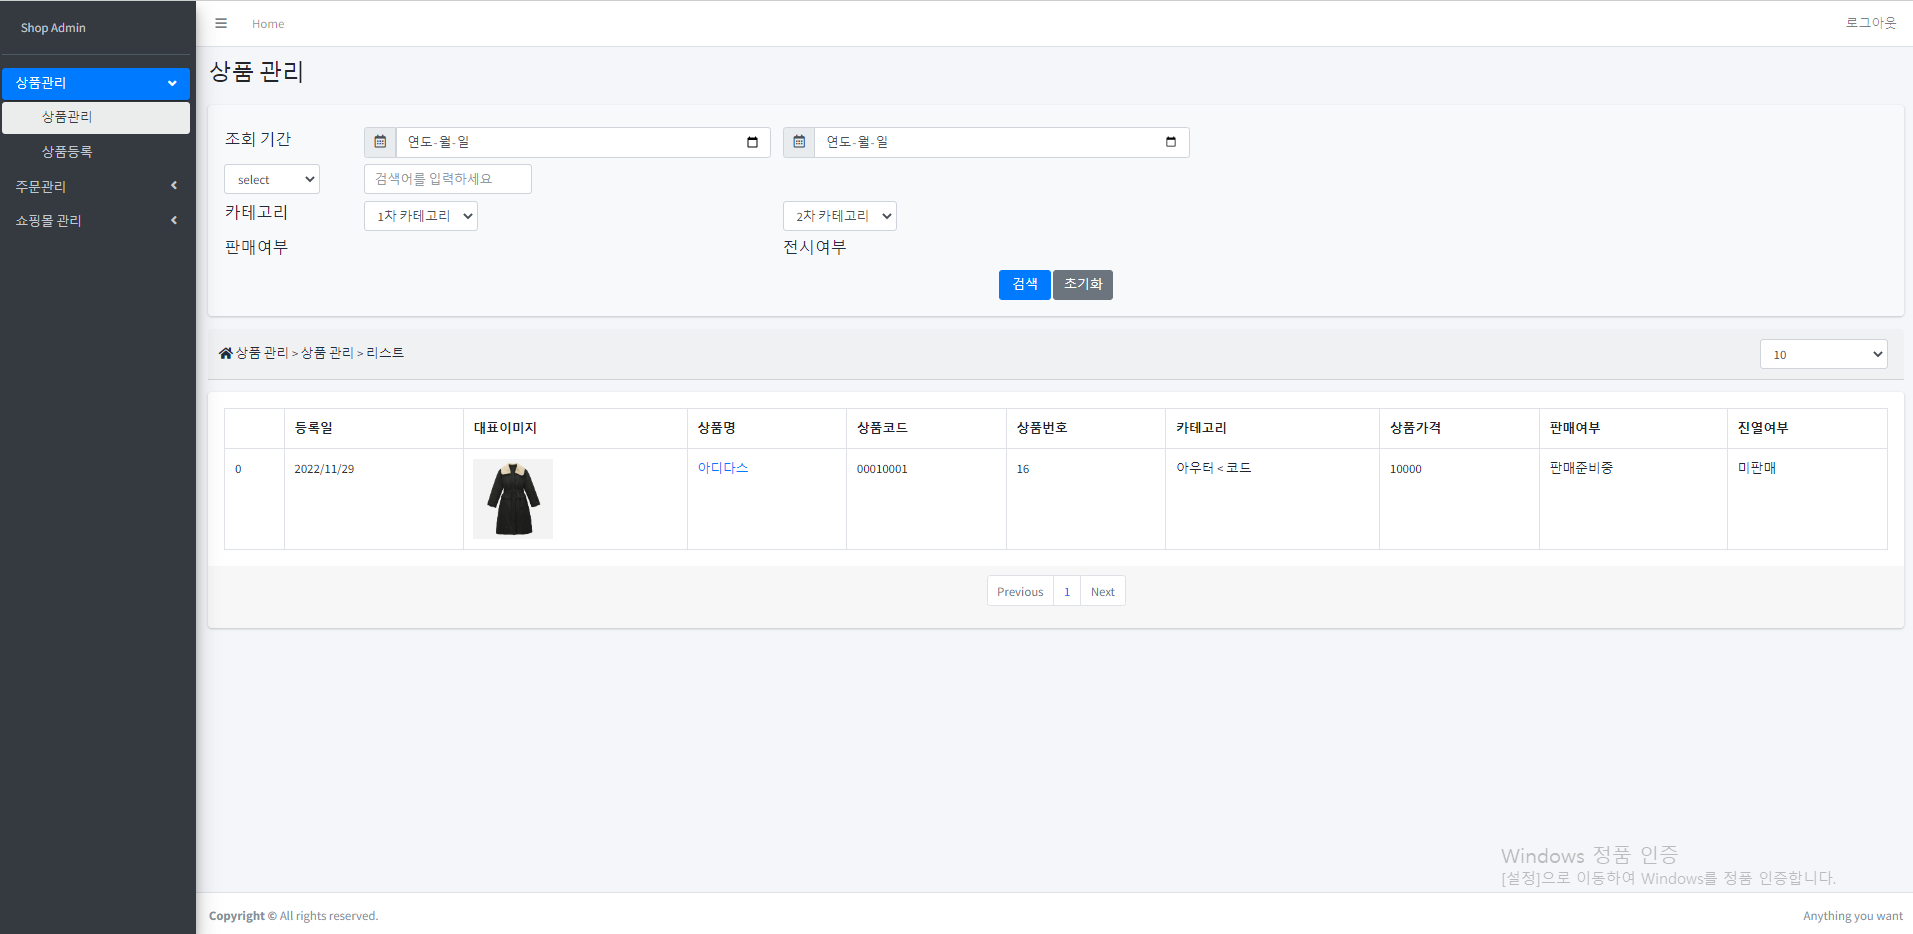 Shop Admin
Home
로그아웃
상품관리
상품관리
상품등록
주문관리
쇼핑몰 관리
상품 관리
조회 기간
연도-월-일
연도-월-일
select
검색어를 입력하세요
카테고리
1차 카테고리
2차 카테고리
판매여부
전시여부
검색
초기화
상품 관리 > 상품 관리 > 리스트
10
등록일 대표이미지 상품명 상품코드 상품번호 카테고리 상품가격 판매여부 진열여부
0 2022/11/29 아디다스 00010001 16 아우터 < 코드 10000 판매준비중 미판매
Previous 1 Next
Windows 정품 인증
[설정]으로 이동하여 Windows를 정품 인증합니다.
Copyright © All rights reserved.
Anything you want